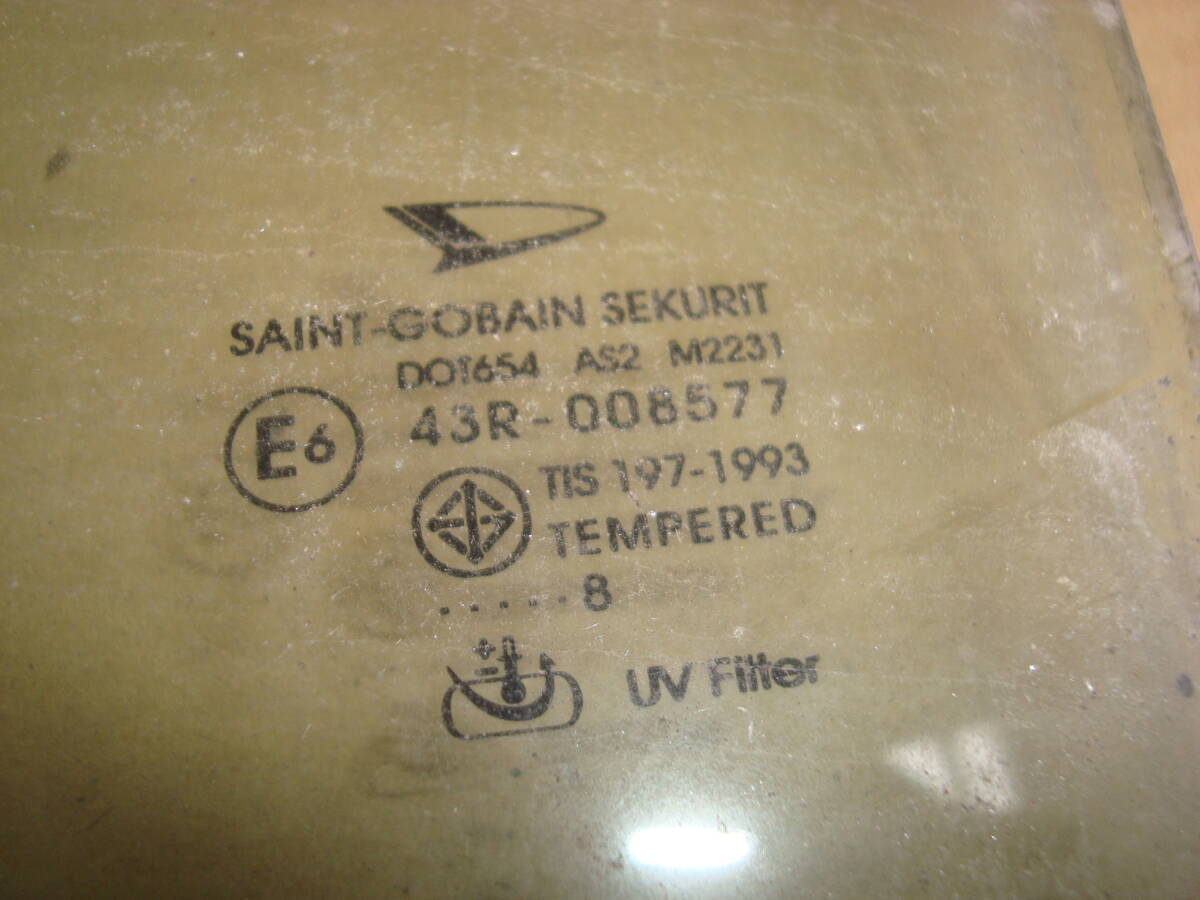 SAINT-GOBAIN SEKURIT
DOT654 AS2 M2231
E6 43R-008577
TIS 197-1993
TEMPERED
.....8
UV Filter